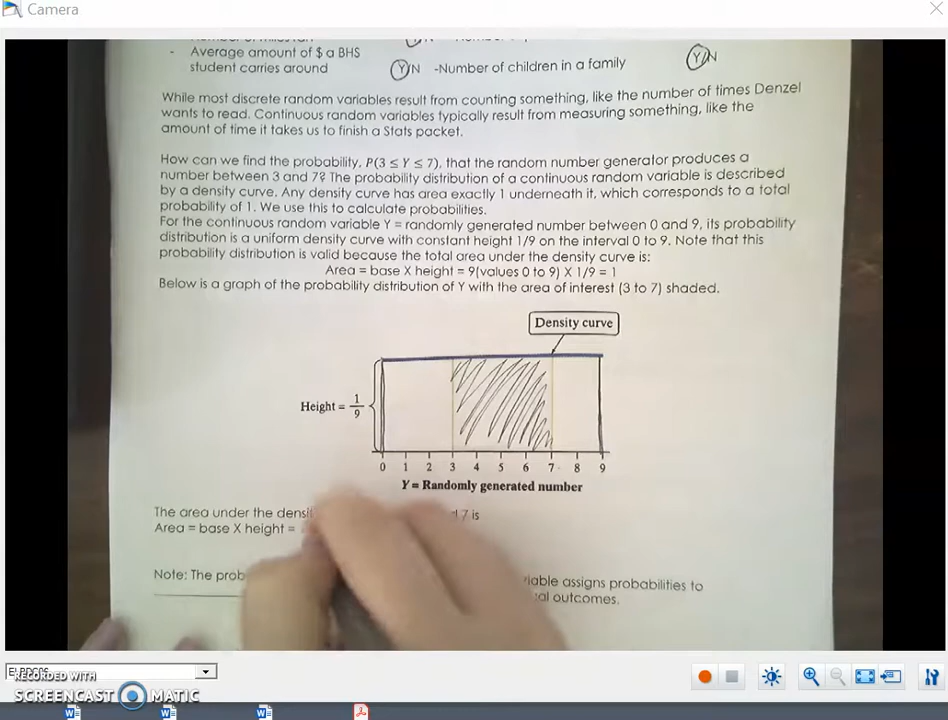 Camera
- Average amount of $ a BHS
student carries around
Y/N -Number of children in a family
Y/N
While most discrete random variables result from counting something, like the number of times Denzel
wants to read. Continuous random variables typically result from measuring something, like the
amount of time it takes us to finish a Stats packet.
How can we find the probability, P(3 ≤ Y ≤ 7), that the random number generator produces a
number between 3 and 7? The probability distribution of a continuous random variable is described
by a density curve. Any density curve has area exactly 1 underneath it, which corresponds to a total
probability of 1. We use this to calculate probabilities.
For the continuous random variable Y = randomly generated number between 0 and 9, its probability
distribution is a uniform density curve with constant height 1/9 on the interval 0 to 9. Note that this
probability distribution is valid because the total area under the density curve is:
Area = base X height = 9(values 0 to 9) X 1/9 = 1
Below is a graph of the probability distribution of Y with the area of interest (3 to 7) shaded.
Density curve
Height = 1/9
0 1 2 3 4 5 6 7 8 9
Y = Randomly generated number
The area under the 7 is
Area = base X height =
Note: The assigns probabilities to
outcomes.
RECORDED WITH
SCREENCAST MATIC